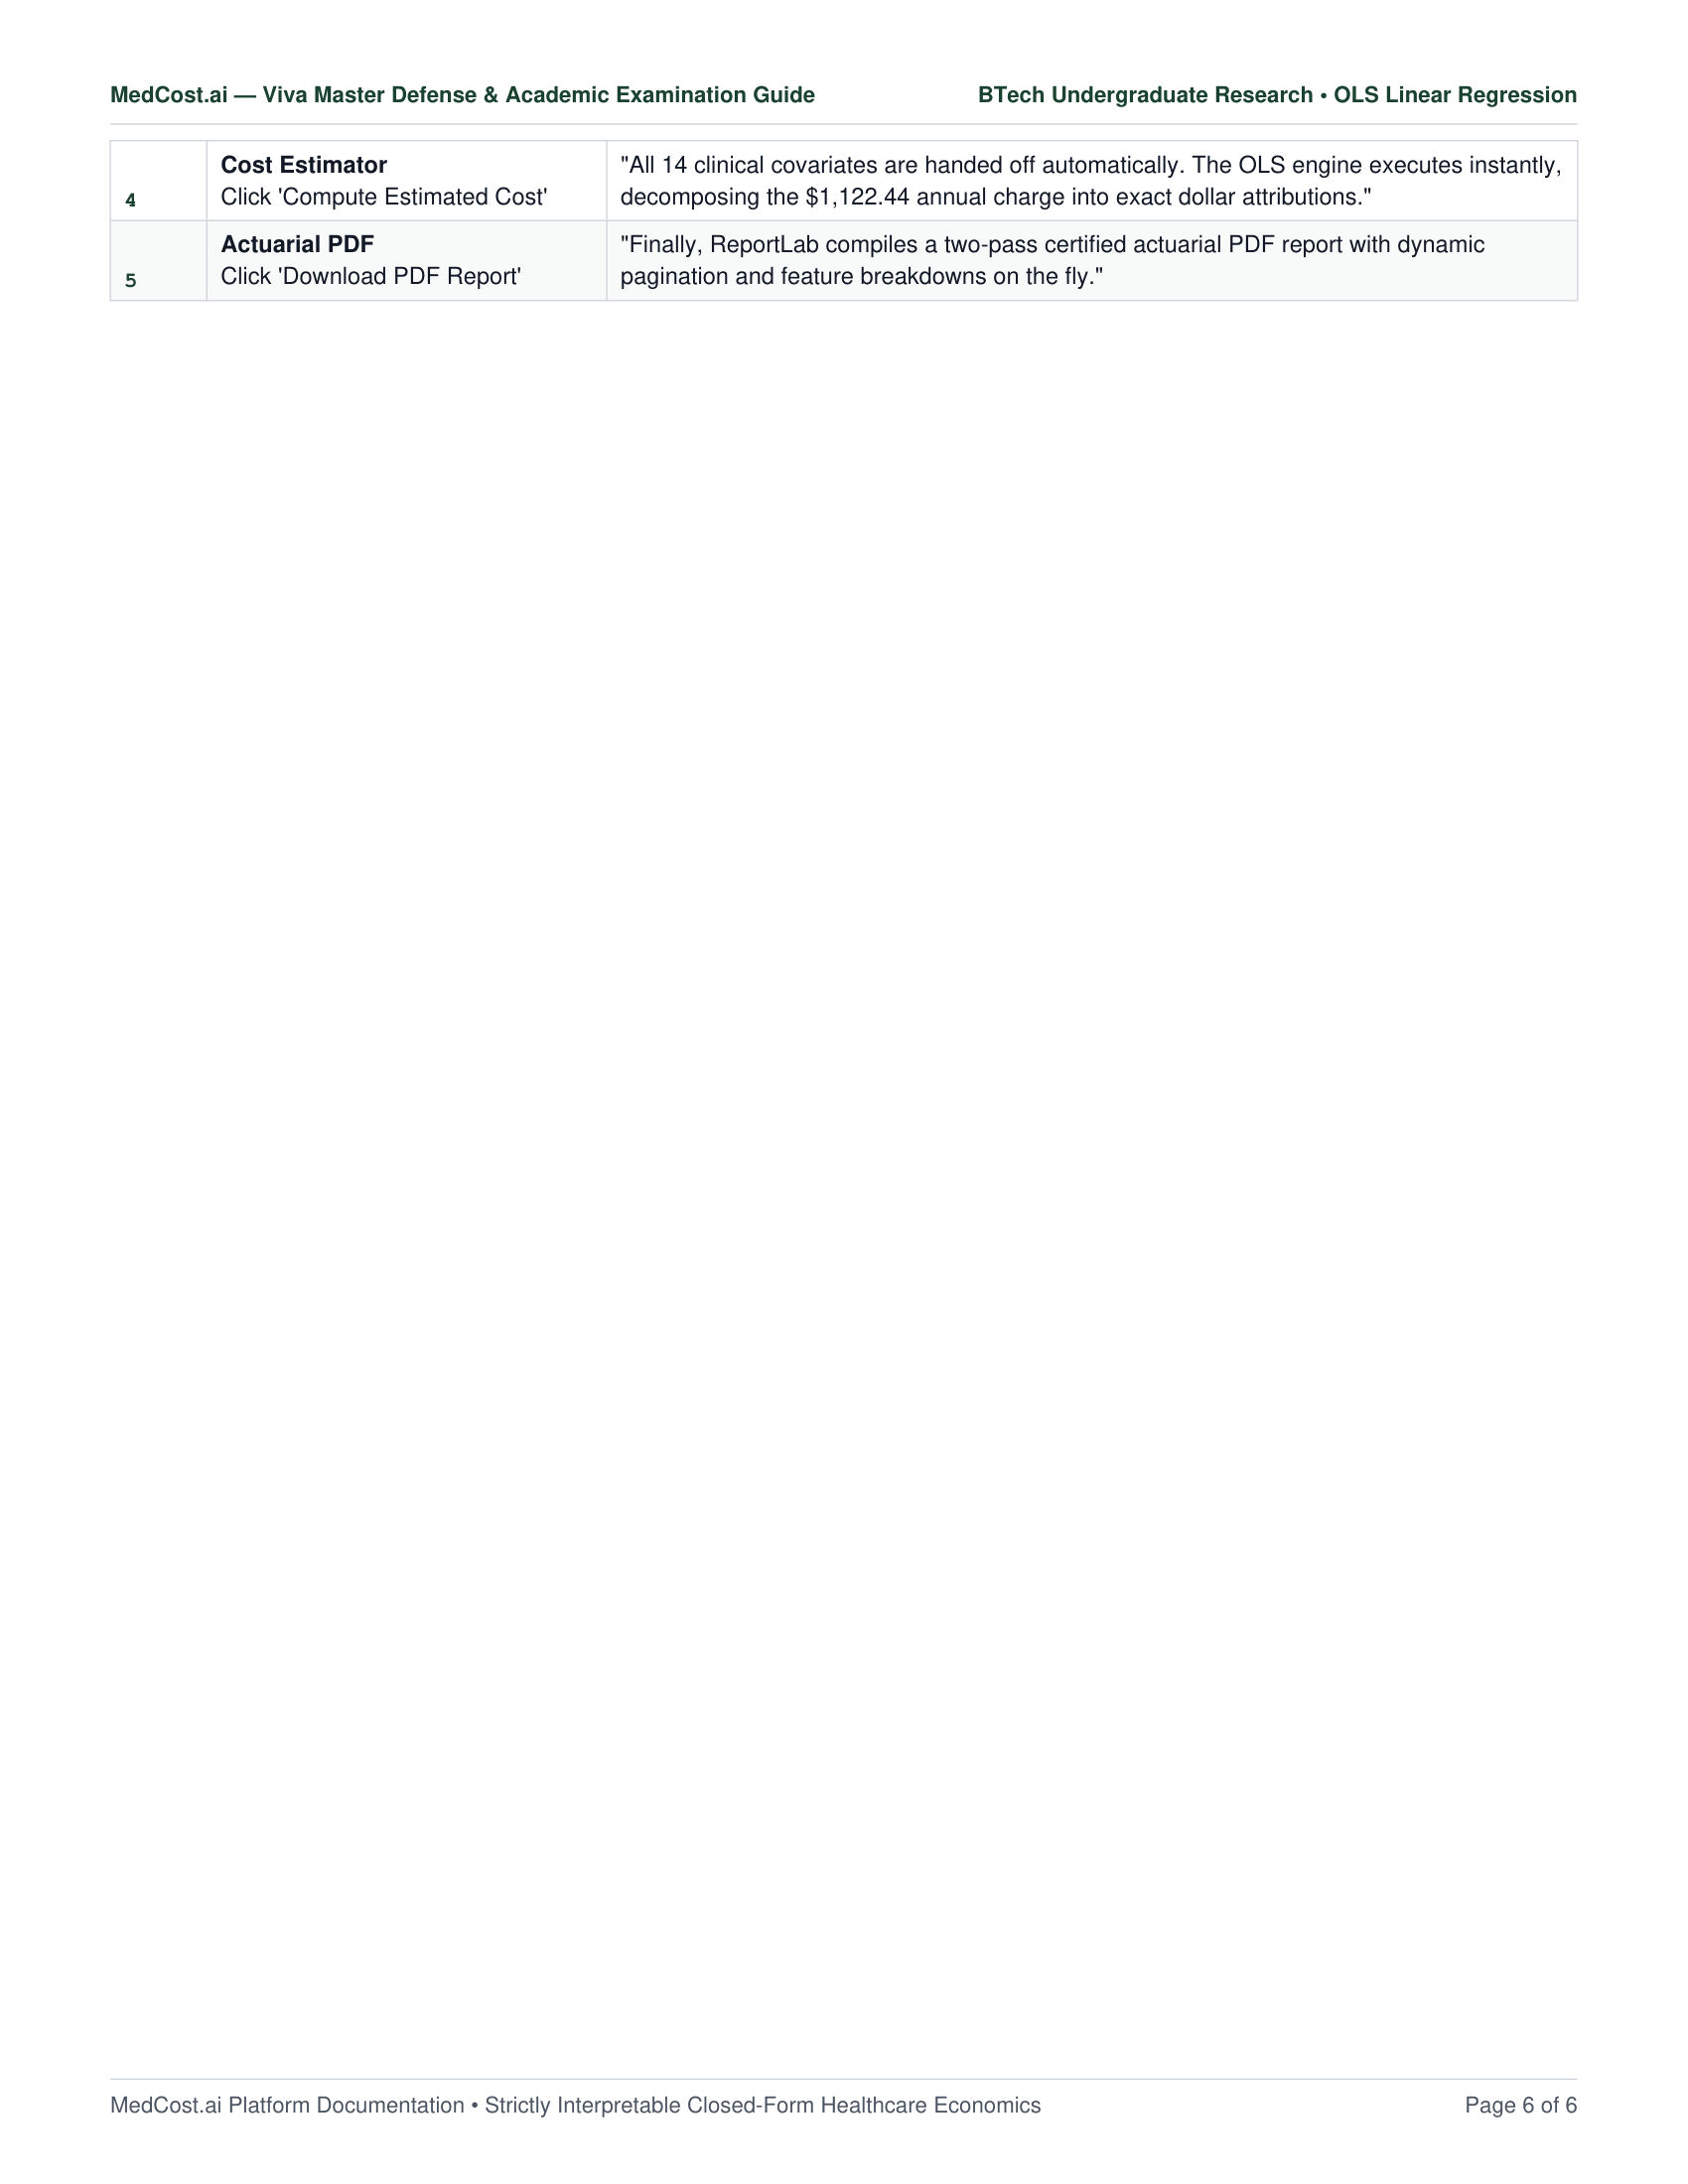 MedCost.ai — Viva Master Defense & Academic Examination Guide
BTech Undergraduate Research • OLS Linear Regression
4
Cost Estimator
Click 'Compute Estimated Cost'
"All 14 clinical covariates are handed off automatically. The OLS engine executes instantly,
decomposing the $1,122.44 annual charge into exact dollar attributions."
5
Actuarial PDF
Click 'Download PDF Report'
"Finally, ReportLab compiles a two-pass certified actuarial PDF report with dynamic
pagination and feature breakdowns on the fly."
MedCost.ai Platform Documentation • Strictly Interpretable Closed-Form Healthcare Economics
Page 6 of 6